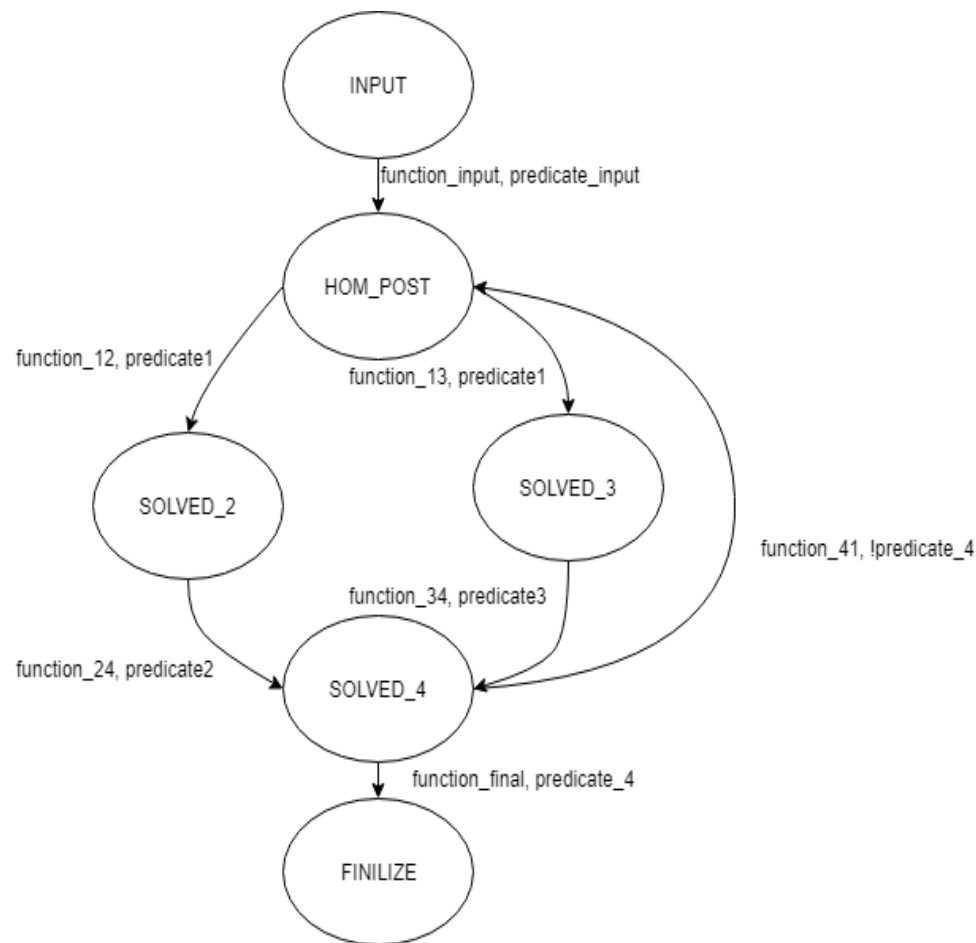 INPUT
function_input, predicate_input
HOM_POST
function_12, predicate1
function_13, predicate1
SOLVED_2
SOLVED_3
function_41, !predicate_4
function_34, predicate3
function_24, predicate2
SOLVED_4
function_final, predicate_4
FINILIZE